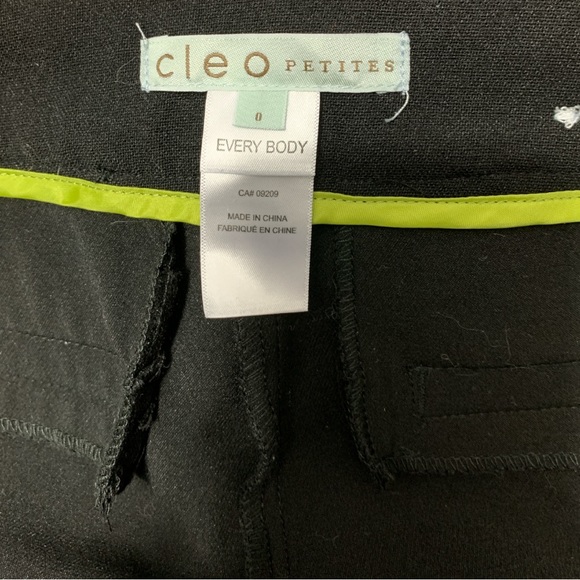 cleo PETITES
0
EVERY BODY
CA# 09209
MADE IN CHINA
FABRIQUÉ EN CHINE